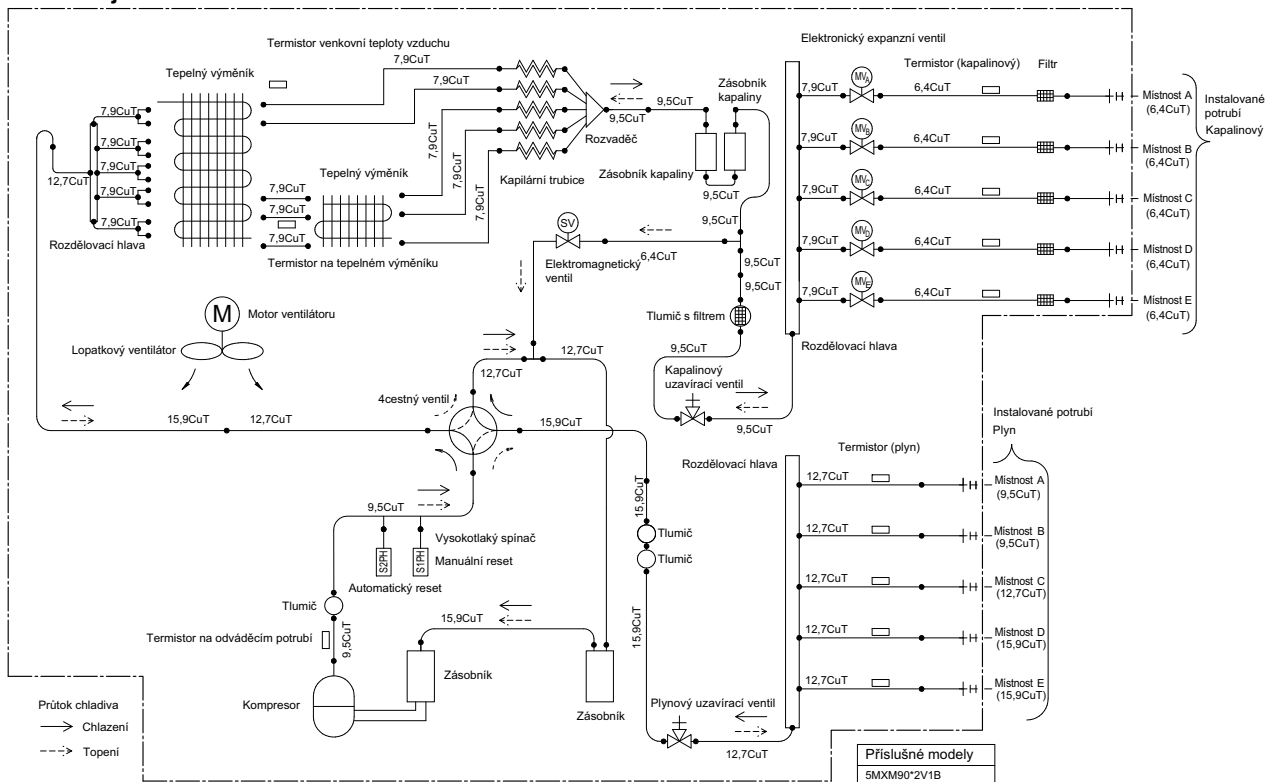 Termistor venkovní teploty vzduchu
7,9CuT
Tepelný výměník
7,9CuT
7,9CuT
7,9CuT
7,9CuT
7,9CuT
7,9CuT
12,7CuT
Rozdělovací hlava
7,9CuT
7,9CuT
7,9CuT
Termistor na tepelném výměníku
Tepelný výměník
7,9CuT
7,9CuT
7,9CuT
Kapilární trubice
Rozvaděč
9,5CuT
9,5CuT
Zásobník
kapaliny
Zásobník kapaliny
9,5CuT
9,5CuT
SV
Elektromagnetický
ventil
6,4CuT
9,5CuT
9,5CuT
Tlumič s filtrem
9,5CuT
Kapalinový
uzavírací ventil
9,5CuT
Rozdělovací hlava
Elektronický expanzní ventil
Termistor (kapalinový)
Filtr
7,9CuT
MVA
6,4CuT
Místnost A
(6,4CuT)
7,9CuT
MVB
6,4CuT
Místnost B
(6,4CuT)
7,9CuT
MVC
6,4CuT
Místnost C
(6,4CuT)
7,9CuT
MVD
6,4CuT
Místnost D
(6,4CuT)
7,9CuT
MVE
6,4CuT
Místnost E
(6,4CuT)
Instalované
potrubí
Kapalinový
M
Motor ventilátoru
Lopatkový ventilátor
12,7CuT
12,7CuT
4cestný ventil
15,9CuT
12,7CuT
15,9CuT
9,5CuT
Vysokotlaký spínač
S2PH
S1PH
Manuální reset
Automatický reset
Tlumič
Termistor na odváděcím potrubí
9,5CuT
15,9CuT
Zásobník
Kompresor
Zásobník
15,9CuT
Tlumič
Tlumič
15,9CuT
Plynový uzavírací ventil
12,7CuT
Rozdělovací hlava
Termistor (plyn)
Instalované potrubí
Plyn
12,7CuT
Místnost A
(9,5CuT)
12,7CuT
Místnost B
(9,5CuT)
12,7CuT
Místnost C
(12,7CuT)
12,7CuT
Místnost D
(15,9CuT)
12,7CuT
Místnost E
(15,9CuT)
Průtok chladiva
Chlazení
Topení
Příslušné modely
5MXM90*2V1B